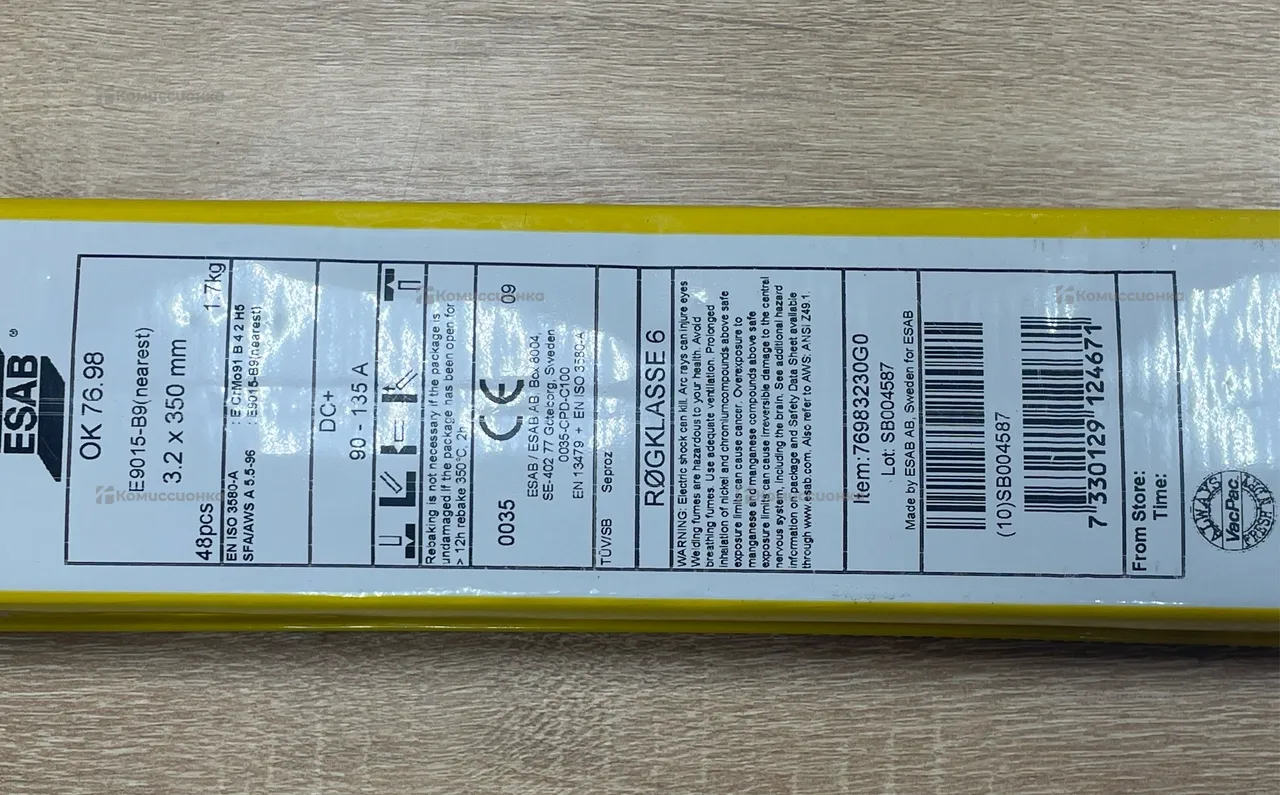 ESAB ®
OK 76.98
E9015-B9(nearest)
3.2 x 350 mm
48pcs 1.7kg
EN ISO 3580-A : E CrMo91 B 4 2 H5
SFA/AWS A 5.5-96 : E9015-B9(nearest)
DC+
90 - 135 A
Rebaking is not necessary if the package is
undamaged.If the package has been open for
> 12h rebake 350°C, 2h
CE
0035 09
ESAB / ESAB AB, Box 8004,
SE-402 77 Göteborg, Sweden
0035-CPD-C100
EN 13479 + EN ISO 3580-A
TÜV/SB Seproz
RØGKLASSE 6
WARNING: Electric shock can kill. Arc rays can injure eyes
Welding fumes are hazardous to your health. Avoid
breathing fumes. Use adequate ventilation. Prolonged
inhalation of nickel and chromiumcompounds above safe
exposure limits can cause cancer. Overexposure to
manganese and manganese compounds above safe
exposure limits can cause irreversible damage to the central
nervous system, including the brain. See additional hazard
information on package and Safety Data Sheet available
through www.esab.com. Also refer to AWS: ANSI Z49.1.
Item:7698323 0G0
Lot: SB004587
Made by ESAB AB, Sweden for ESAB
(10)SB004587
7 330129 124671
From Store:
Time:
ALWAYS
VacPac
FRESH'N DRY
Комиссионка
Комиссионка
Комиссионка
Комиссионка
Комиссионка